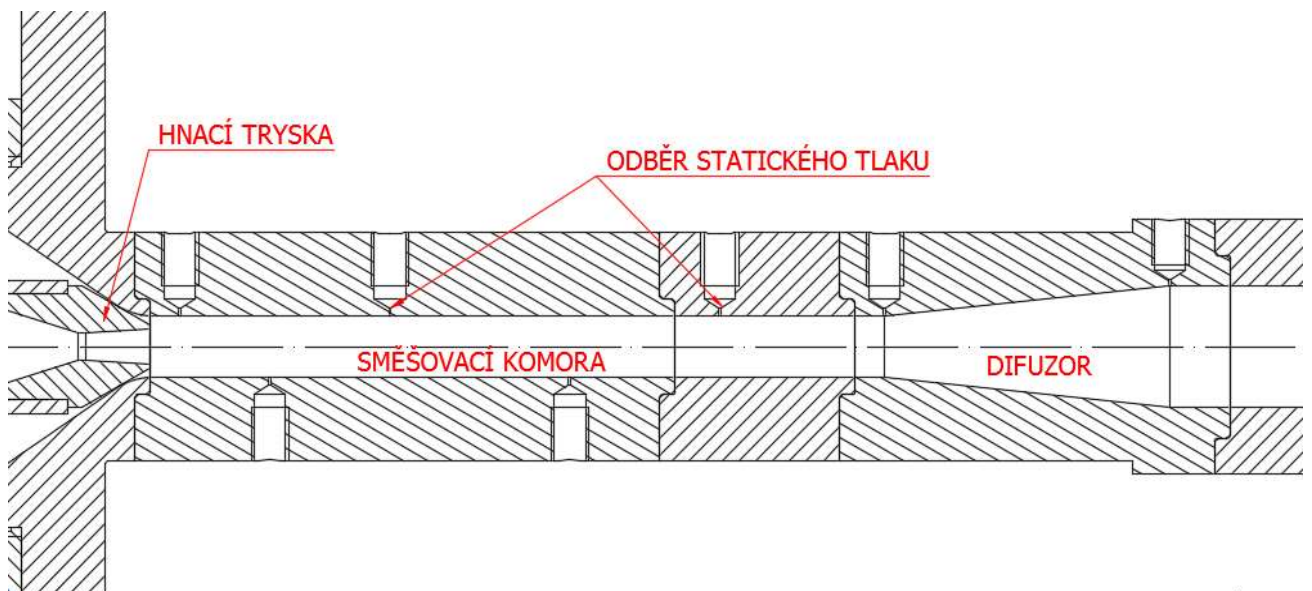 HNACÍ TRYSKA
ODBĚR STATICKÉHO TLAKU
SMĚŠOVACÍ KOMORA
DIFUZOR